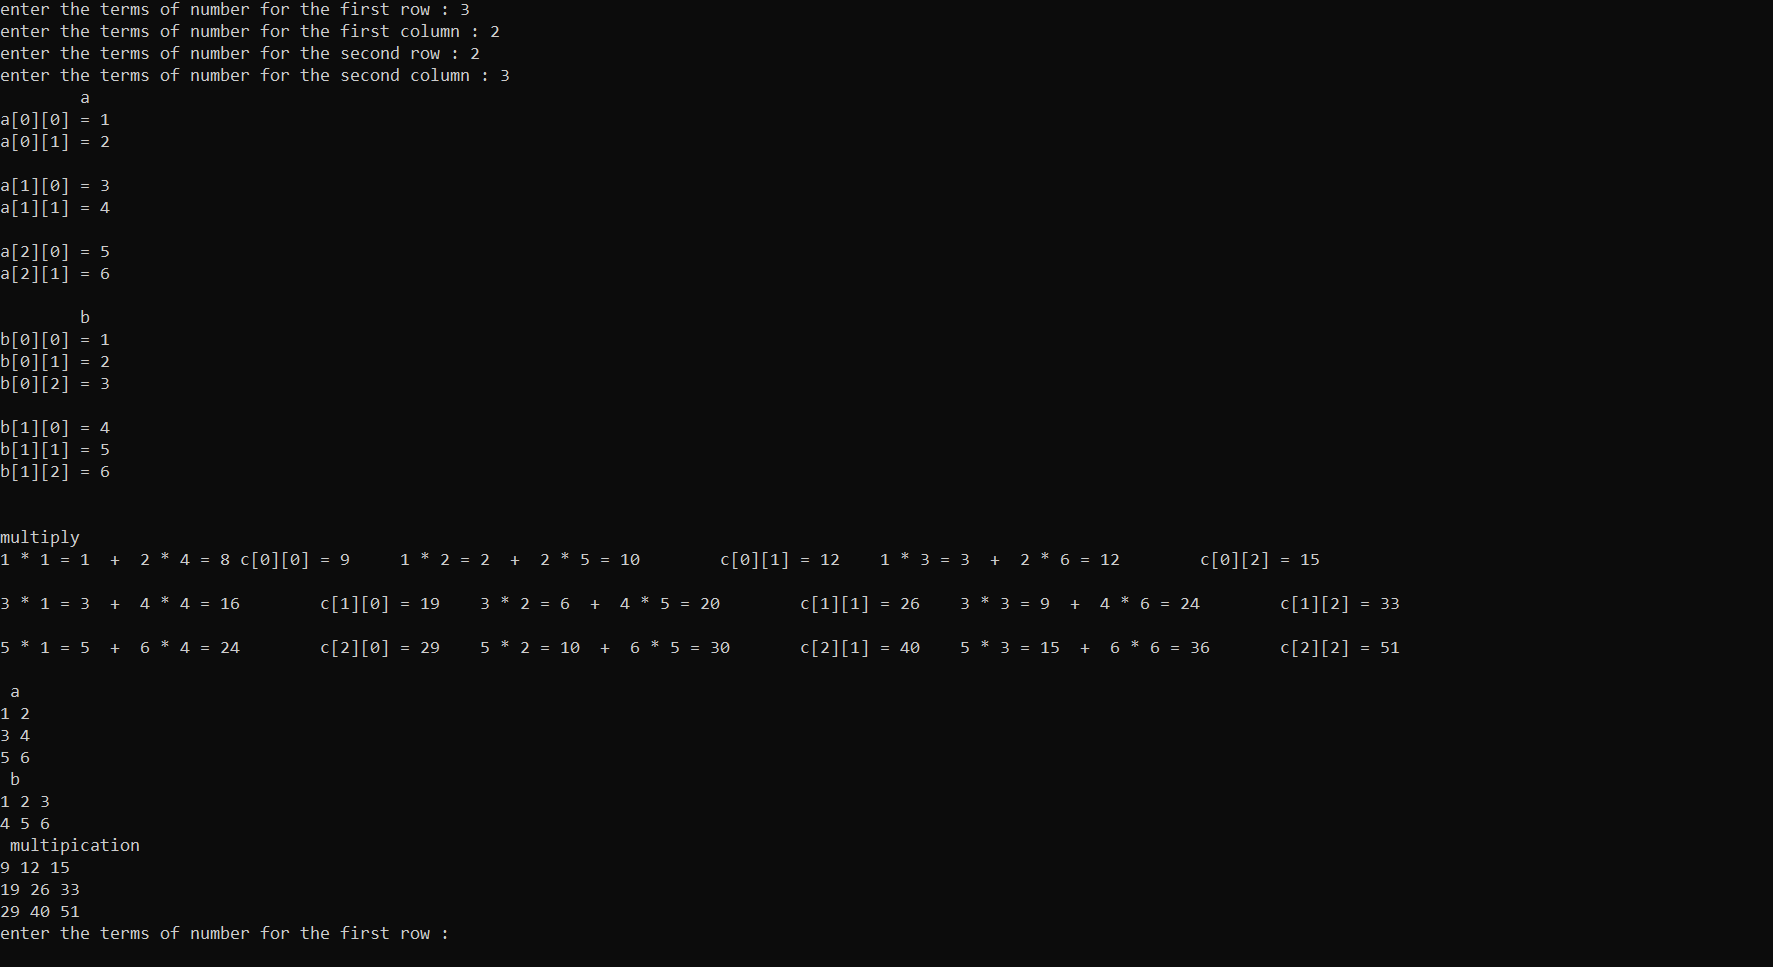 enter the terms of number for the first row : 3
enter the terms of number for the first column : 2
enter the terms of number for the second row : 2
enter the terms of number for the second column : 3
        a
a[0][0] = 1
a[0][1] = 2

a[1][0] = 3
a[1][1] = 4

a[2][0] = 5
a[2][1] = 6

        b
b[0][0] = 1
b[0][1] = 2
b[0][2] = 3

b[1][0] = 4
b[1][1] = 5
b[1][2] = 6


multiply
1 * 1 = 1  +  2 * 4 = 8 c[0][0] = 9     1 * 2 = 2  +  2 * 5 = 10        c[0][1] = 12    1 * 3 = 3  +  2 * 6 = 12        c[0][2] = 15

3 * 1 = 3  +  4 * 4 = 16        c[1][0] = 19    3 * 2 = 6  +  4 * 5 = 20        c[1][1] = 26    3 * 3 = 9  +  4 * 6 = 24        c[1][2] = 33

5 * 1 = 5  +  6 * 4 = 24        c[2][0] = 29    5 * 2 = 10  +  6 * 5 = 30       c[2][1] = 40    5 * 3 = 15  +  6 * 6 = 36       c[2][2] = 51

 a
1 2
3 4
5 6
 b
1 2 3
4 5 6
 multipication
9 12 15
19 26 33
29 40 51
enter the terms of number for the first row :